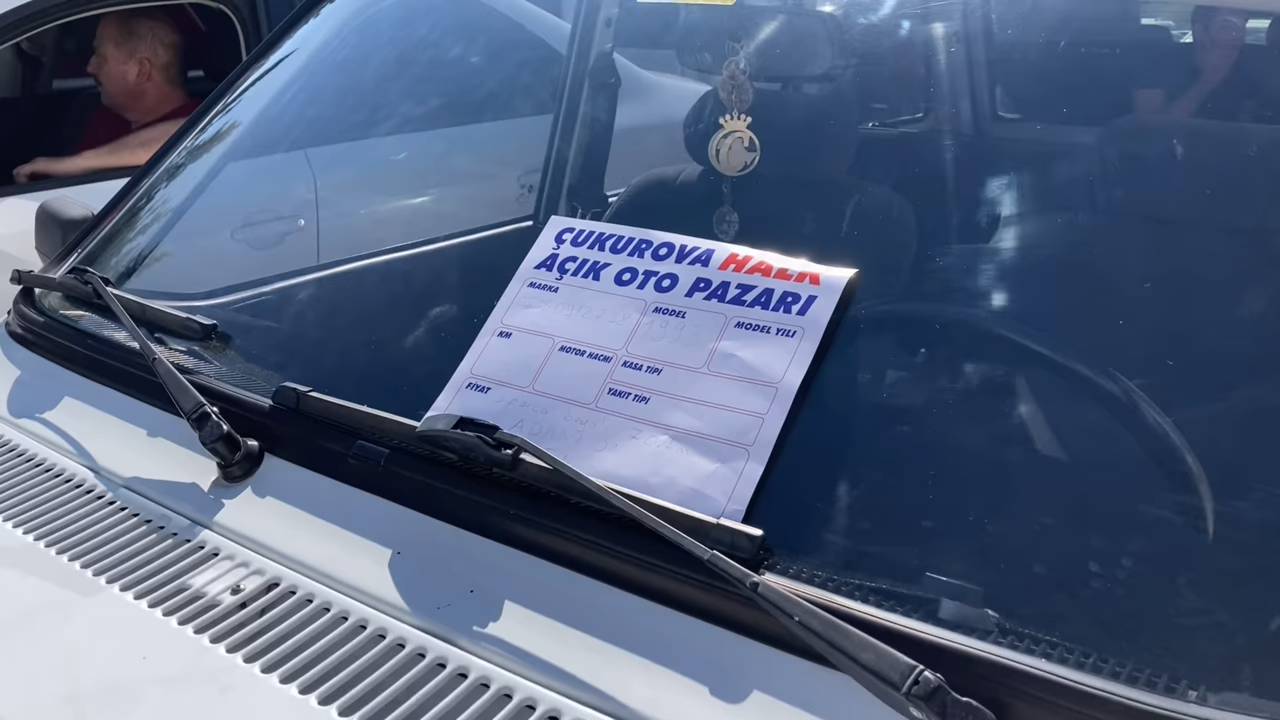 ÇUKUROVA HALK
AÇIK OTO PAZARI
MARKA
MODEL
MODEL YILI
KM
MOTOR HACMI
KASA TİPİ
YAKIT TİPİ
FİYAT